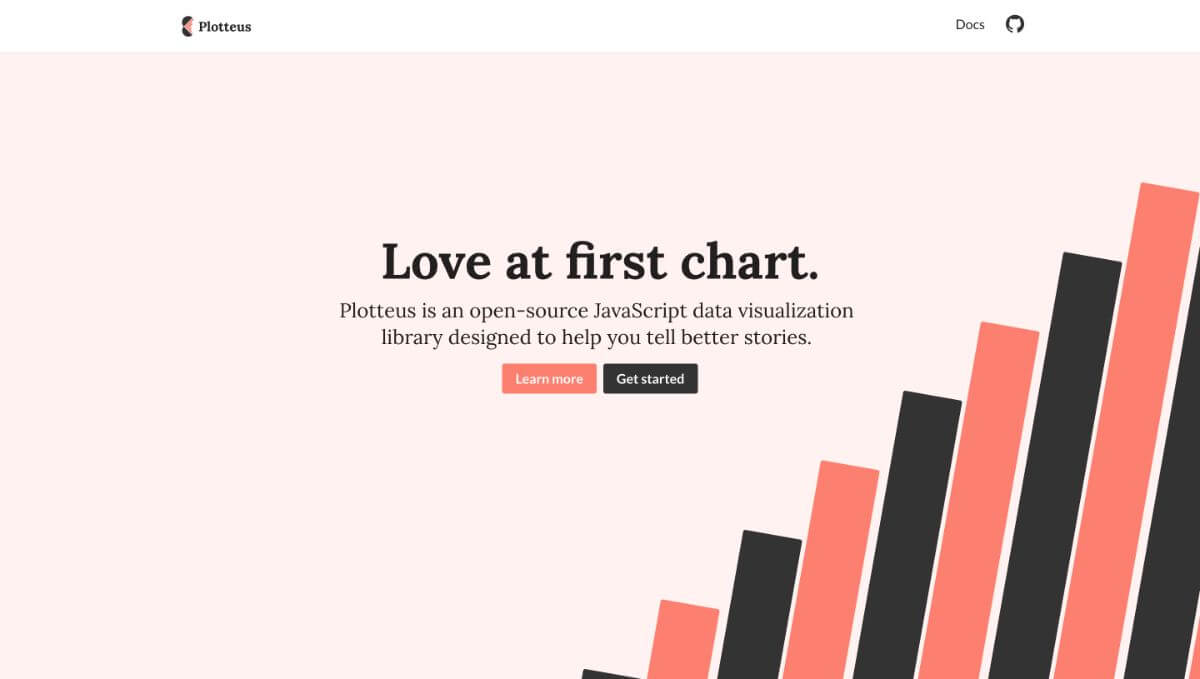 Plotteus
Docs
Love at first chart.
Plotteus is an open-source JavaScript data visualization
library designed to help you tell better stories.
Learn more
Get started